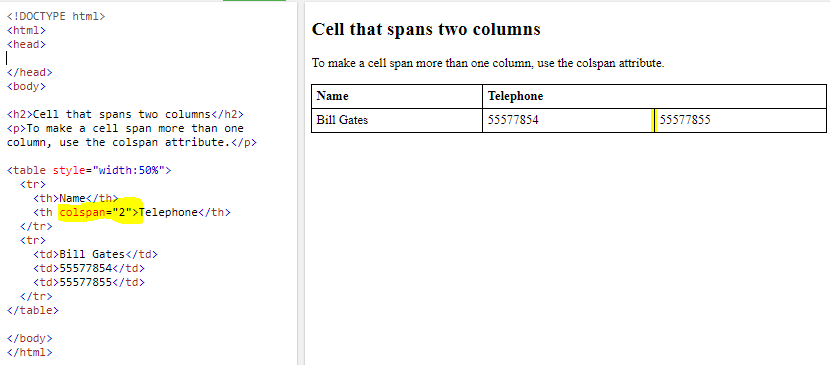 <!DOCTYPE html>
<html>
<head>
</head>
<body>
<h2>Cell that spans two columns</h2>
<p>To make a cell span more than one
column, use the colspan attribute.</p>
<table style="width:50%">
<tr>
<th>Name</th>
<th colspan="2">Telephone</th>
</tr>
<tr>
<td>Bill Gates</td>
<td>55577854</td>
<td>55577855</td>
</tr>
</table>
</body>
</html>
Cell that spans two columns
To make a cell span more than one column, use the colspan attribute.
Name Telephone
Bill Gates 55577854 55577855